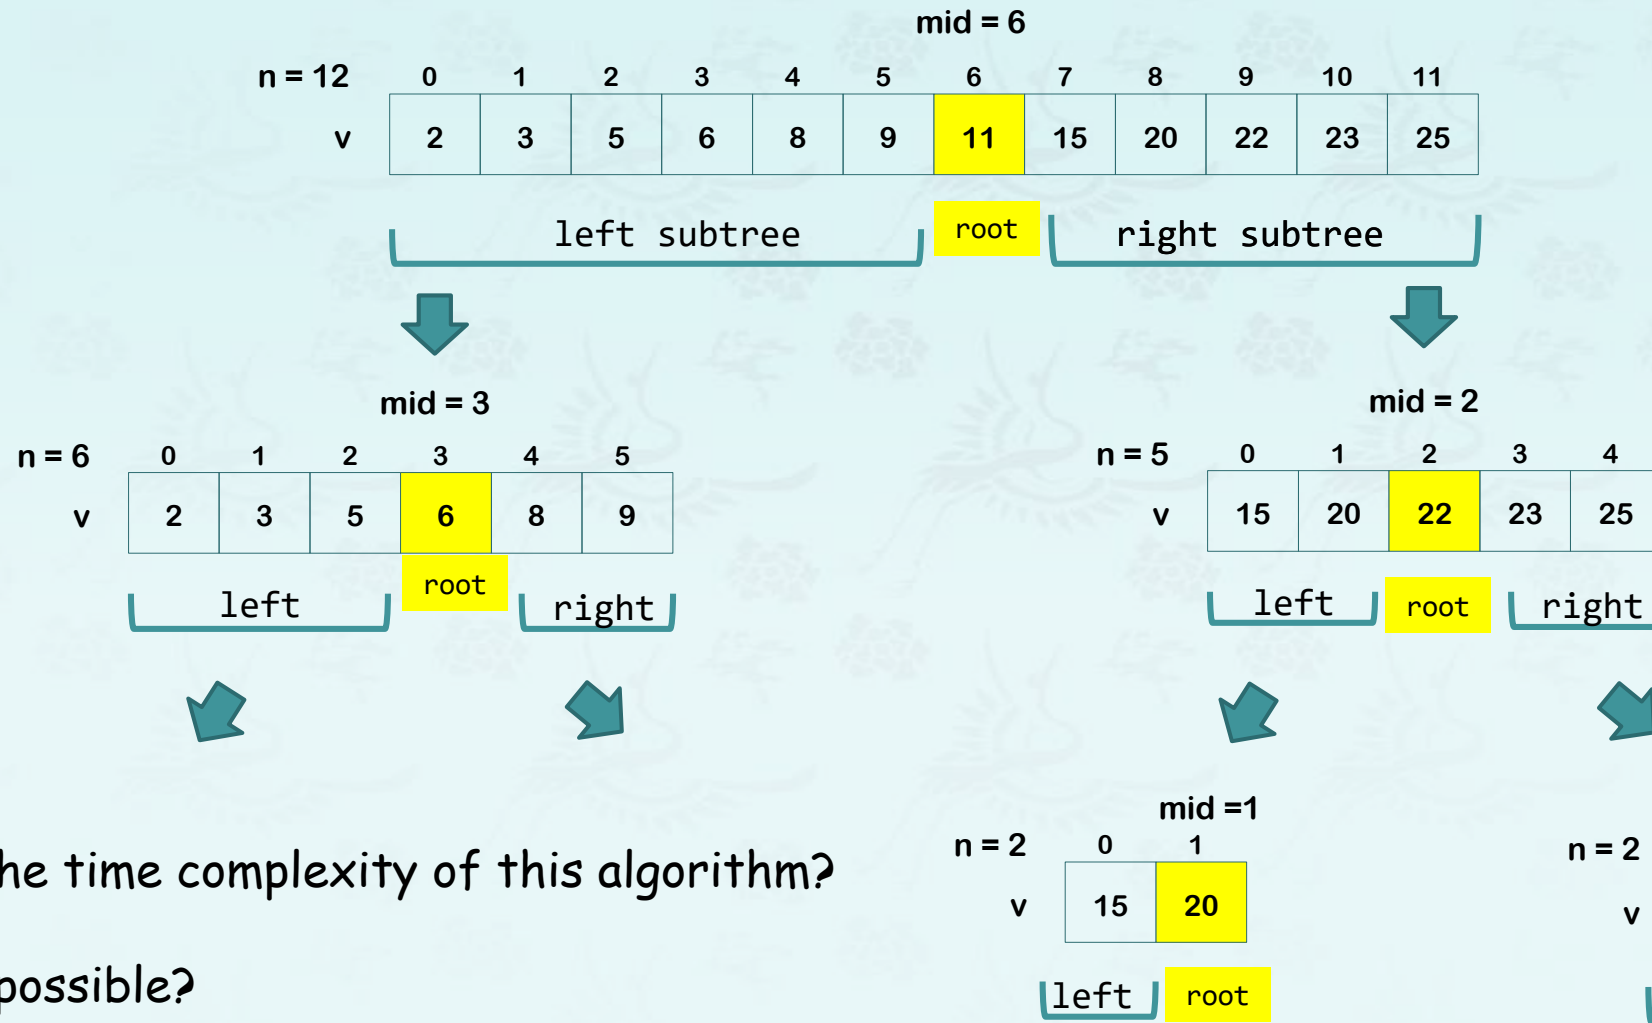 mid = 6
n = 12 0 1 2 3 4 5 6 7 8 9 10 11
v 2 3 5 6 8 9 11 15 20 22 23 25
left subtree root right subtree
mid = 3
mid = 2
n = 6 0 1 2 3 4 5
n = 5 0 1 2 3 4
v 2 3 5 6 8 9
v 15 20 22 23 25
left root right
left root right
mid =1
n = 2 0 1
n = 2
he time complexity of this algorithm?
v 15 20
v
possible?
left root